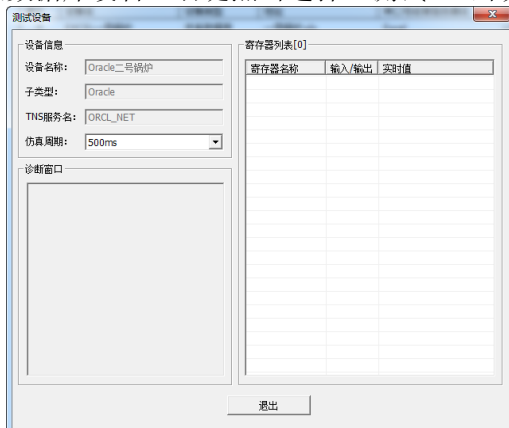 测试设备
设备信息
设备名称: Oracle二号锅炉
子类型: Oracle
TNS服务名: ORCL_NET
仿真周期: 500ms
诊断窗口
寄存器列表[0]
寄存器名称 输入/输出 实时值
退出